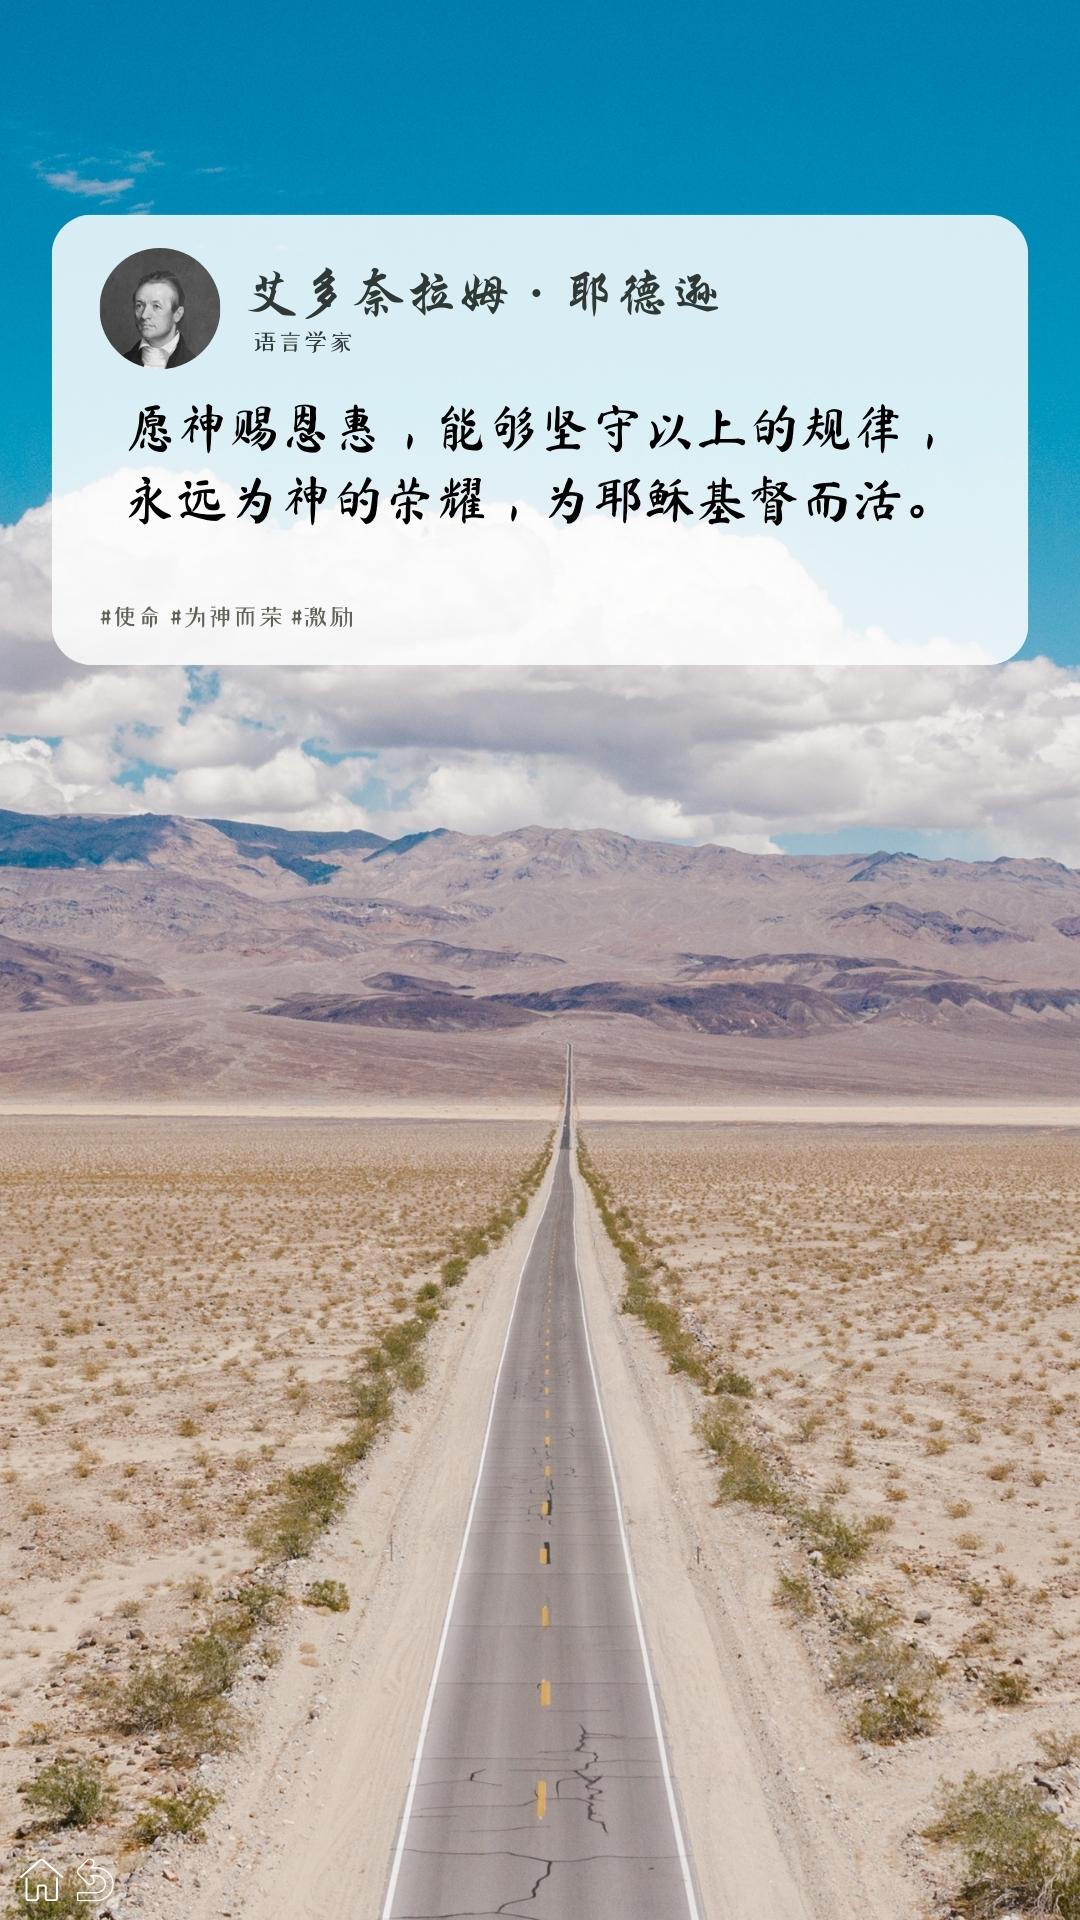 艾多奈拉姆·耶德逊
语言学家
愿神赐恩惠，能够坚守以上的规律，
永远为神的荣耀，为耶稣基督而活。
#使命 #为神而荣 #激励